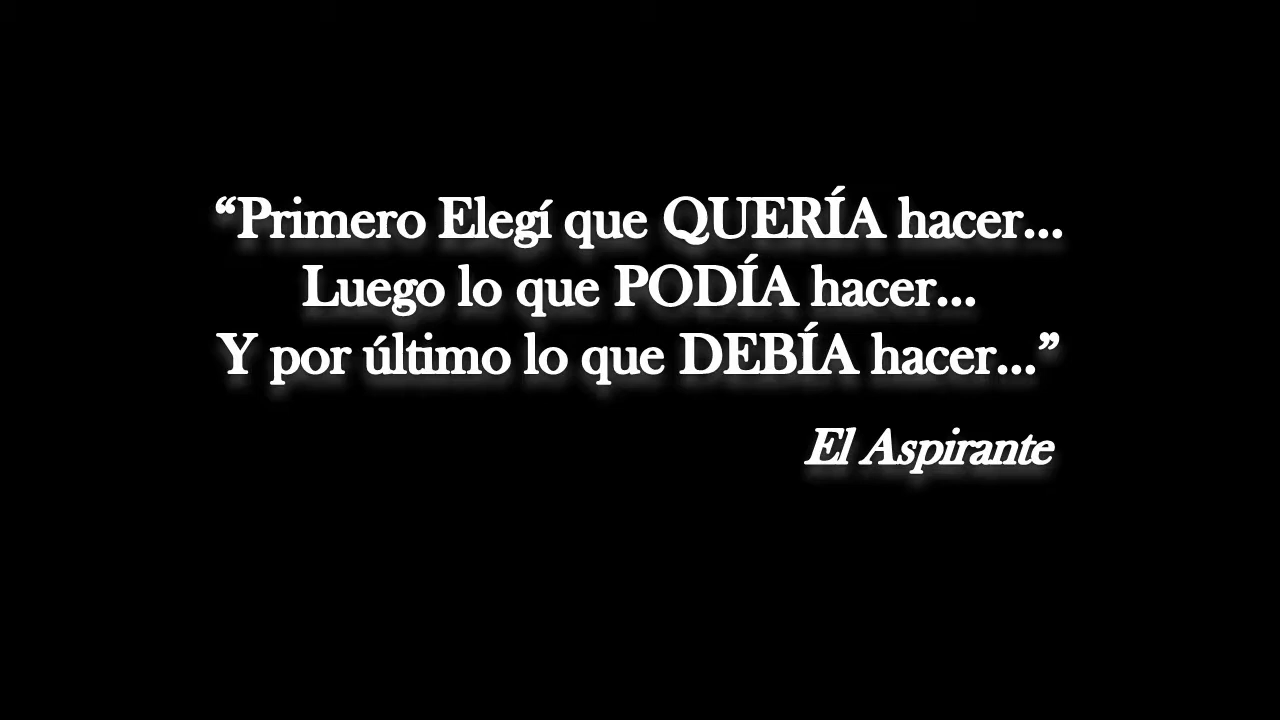 “Primero Elegí que QUERÍA hacer...
Luego lo que PODÍA hacer...
Y por último lo que DEBÍA hacer...”
El Aspirante